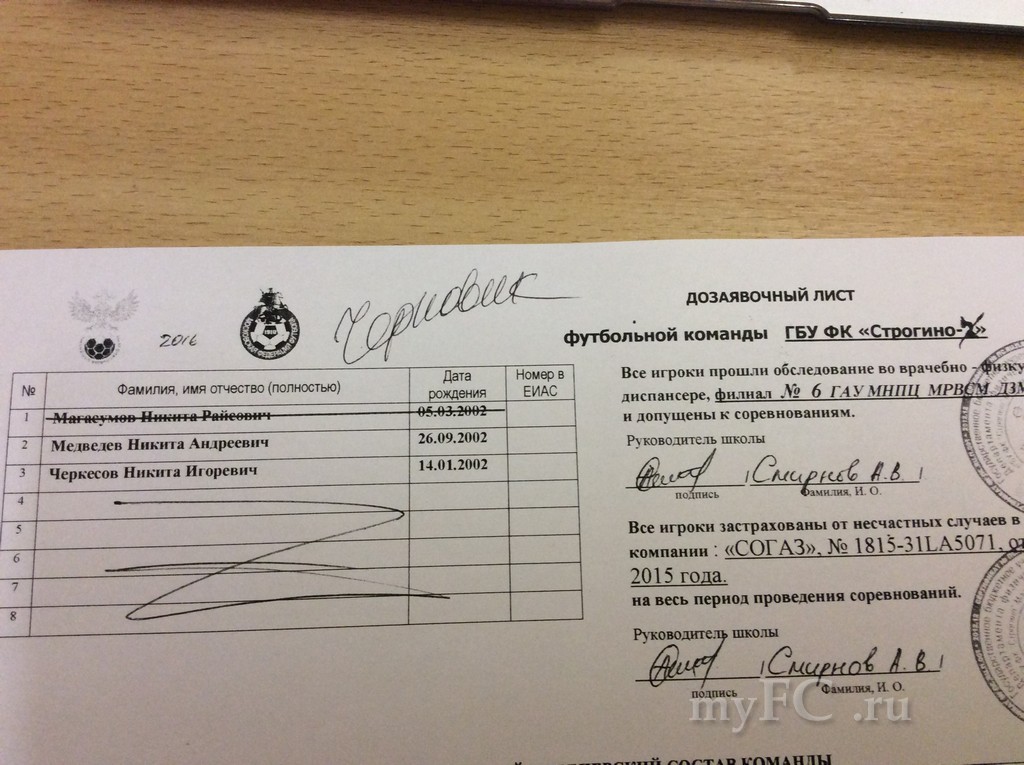 2016
Черновик
ДОЗАЯВОЧНЫЙ ЛИСТ
футбольной команды ГБУ ФК «Строгино-2»
№ Фамилия, имя отчество (полностью) Дата рождения Номер в ЕИАС
1 Магасумов Никита Райсович 05.03.2002
2 Медведев Никита Андреевич 26.09.2002
3 Черкесов Никита Игоревич 14.01.2002
4
5
6
7
8
Все игроки прошли обследование во врачебно - физку
диспансере, филиал № 6 ГАУ МНПЦ МРВСМ ДЗМ
и допущены к соревнованиям.
Руководитель школы
Смирнов А.В.
подпись Фамилия, И. О.
Все игроки застрахованы от несчастных случаев в
компании : «СОГАЗ», № 1815-31LA5071, от
2015 года.
на весь период проведения соревнований.
Руководитель школы
Смирнов А.В.
подпись Фамилия, И. О.
myFC.ru
СОСТАВ КОМАНДЫ